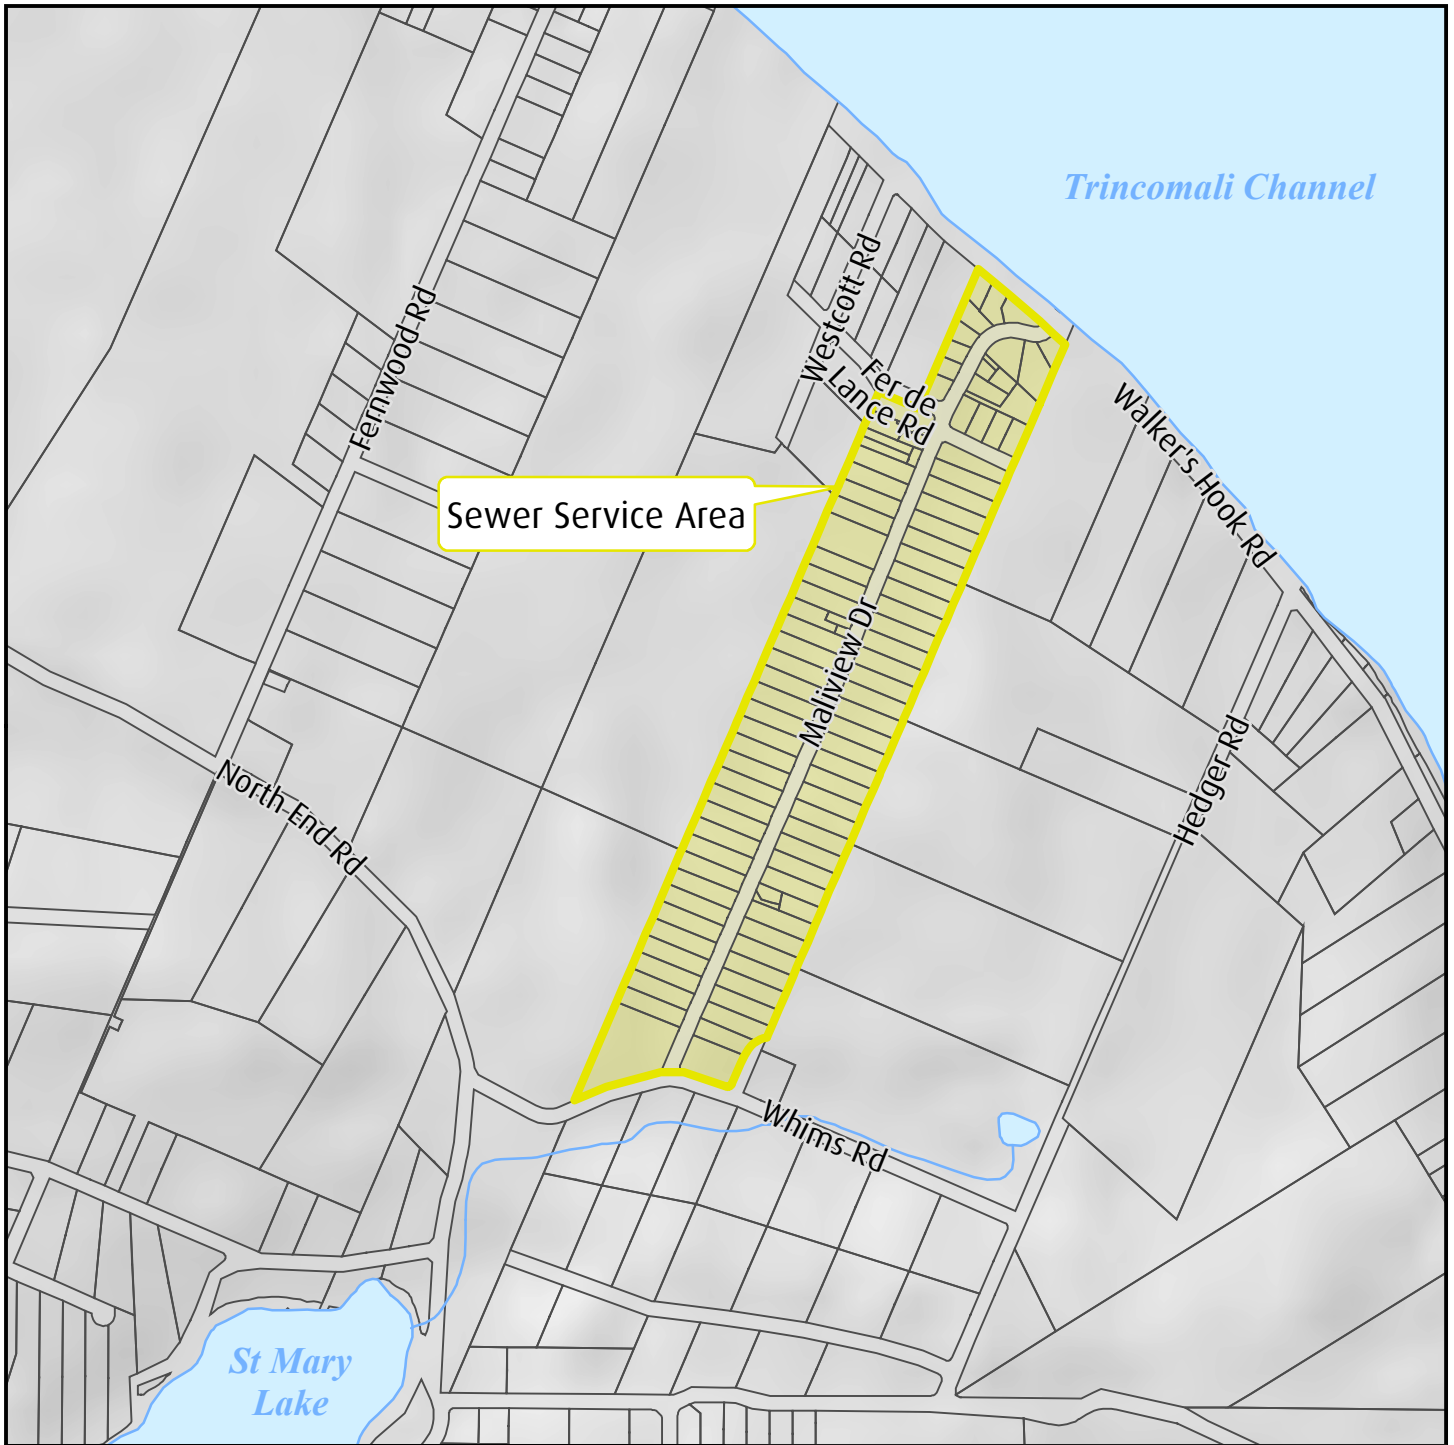 Trincomali Channel
Westcott Rd
Fernwood Rd
Fer de
Lance Rd
Walker's Hook Rd
Sewer Service Area
Maliview Dr
Hedger Rd
North End Rd
Whims Rd
St Mary
Lake